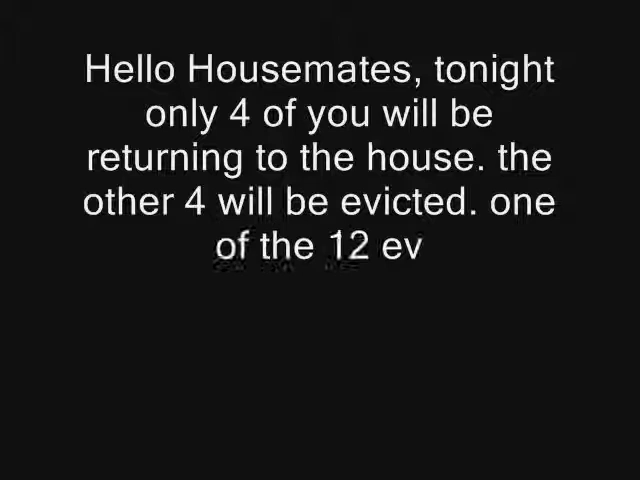 Hello Housemates, tonight
only 4 of you will be
returning to the house. the
other 4 will be evicted. one
of the 12 ev